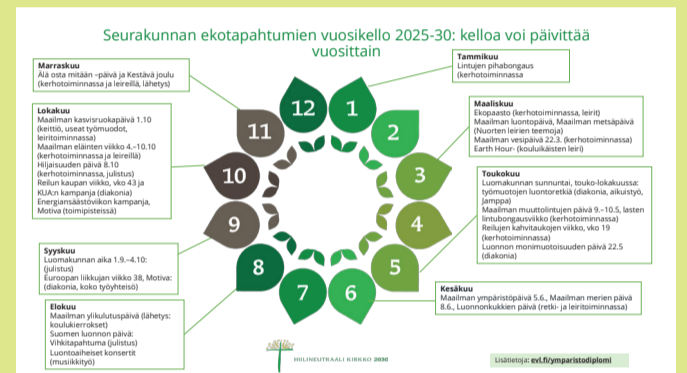 Seurakunnan ekotapahtumien vuosikello 2025-30: kelloa voi päivittää
vuosittain
Tammikuu
Lintujen pihabongaus
(kerhotoiminnassa
Marraskuu
Älä osta mitään -päivä ja Kestävä joulu
(kerhotoiminnassa ja leireillä, lähetys)
Lokakuu
Maailman kasvisruokapäivä 1.10
(keittiö, useat työmuodot,
leiritoiminnassa)
Maailman eläinten viikko 4.-10.10
(kerhotoiminnassa ja leireillä)
Hiljaisuuden päivä 8.10
(kerhotoiminnassa, julistus)
Reilun kaupan viikko, vko 43 ja
KUA:n kampanja (diakonia)
Energiansäästöviikon kampanja,
Motiva (toimipisteissä)
Syyskuu
Luomakunnan aika 1.9.-4.10:
(julistus)
Euroopan liikkujan viikko 38, Motiva:
(diakonia, koko työyhteisö)
Elokuu
Maailman ylikulutuspäivä (lähetys:
koulukierrokset)
Suomen luonnon päivä:
Vihkitapahtuma (julistus)
Luontoaiheiset konsertit
(musiikkityö)
12
1
11
2
10
3
9
4
8
5
7
6
Maaliskuu
Ekopaasto (kerhotoiminnassa, leirit)
Maailman luontopäivä, Maailman metsäpäivä
(Nuorten leirien teemoja)
Maailman vesipäivä 22.3. (kerhotoiminnassa)
Earth Hour- (kouluikäisten leiri)
Toukokuu
Luomakunnan sunnuntai, touko-lokakuussa:
työmuotojen luontoretkiä (diakonia, aikuistyö,
Jamppa)
Maailman muuttolintujen päivä 9.-10.5, lasten
lintubongausviikko (kerhotoiminnassa)
Reilujen kahvitaukojen viikko, vko 19
(kerhotoiminnassa)
Luonnon monimuotoisuuden päivä 22.5
(diakonia)
Kesäkuu
Maailman ympäristöpäivä 5.6., Maailman merien päivä
8.6., Luonnonkukkien päivä (retki- ja leiritoiminnassa)
HIILINEUTRAALI KIRKKO 2030
Lisätietoja: evl.fi/ymparistodiplomi